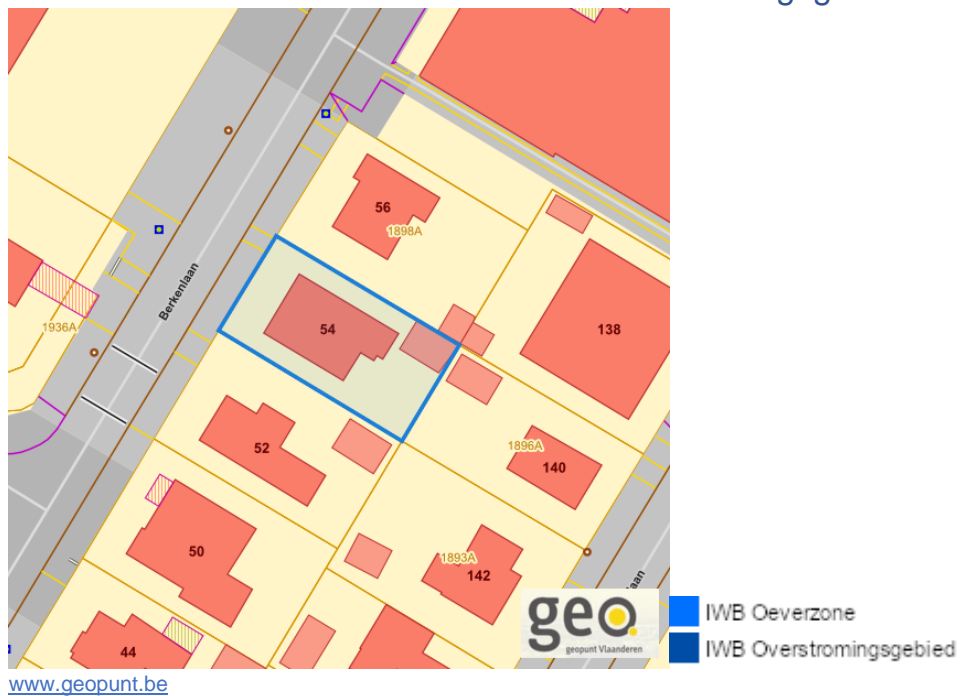 56
1898A
Berkenlaan
54
138
1936A
52
1896A
140
50
1893A
142
44
geo.
geopunt Vlaanderen
IWB Oeverzone
IWB Overstromingsgebied
www.geopunt.be